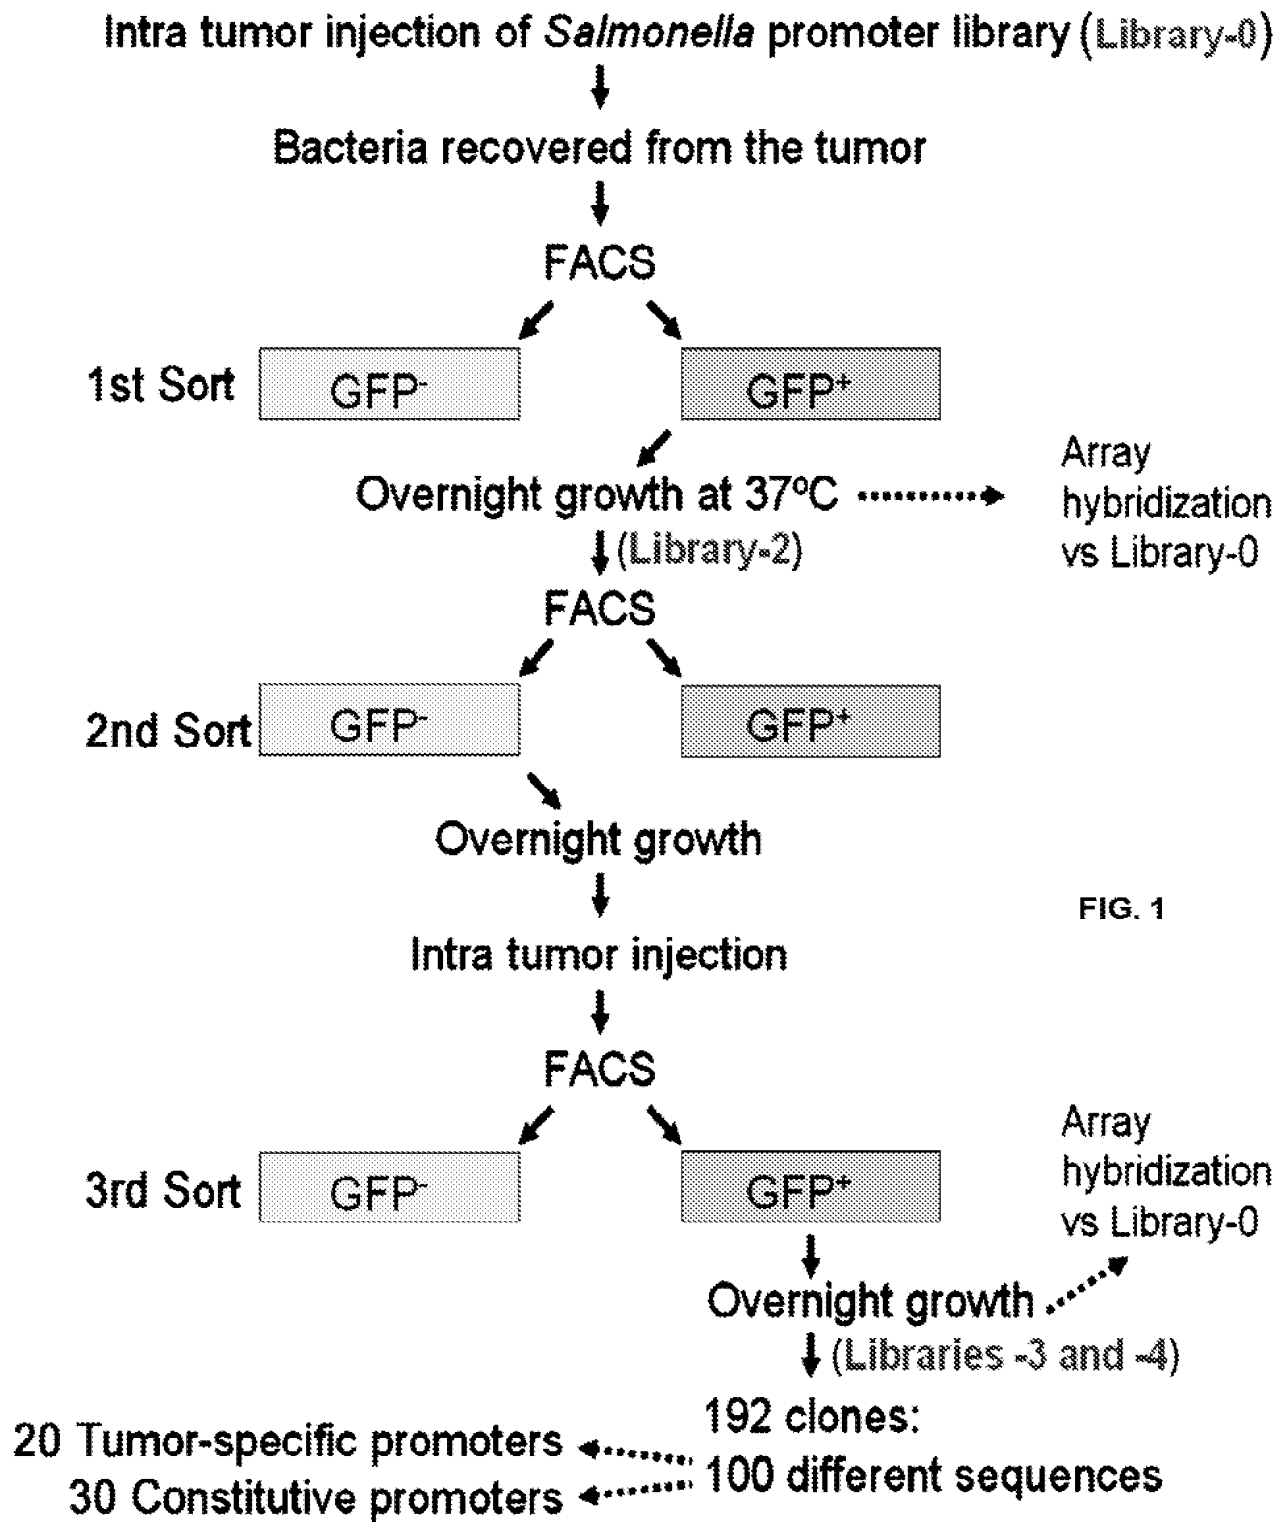 Intra tumor injection of Salmonella promoter library (Library-0)
Bacteria recovered from the tumor
FACS
1st Sort
GFP-
GFP+
Overnight growth at 37ºC
Array
hybridization
vs Library-0
(Library-2)
FACS
2nd Sort
GFP-
GFP+
Overnight growth
FIG. 1
Intra tumor injection
FACS
3rd Sort
GFP-
GFP+
Array
hybridization
vs Library-0
Overnight growth
(Libraries -3 and -4)
192 clones:
100 different sequences
20 Tumor-specific promoters
30 Constitutive promoters